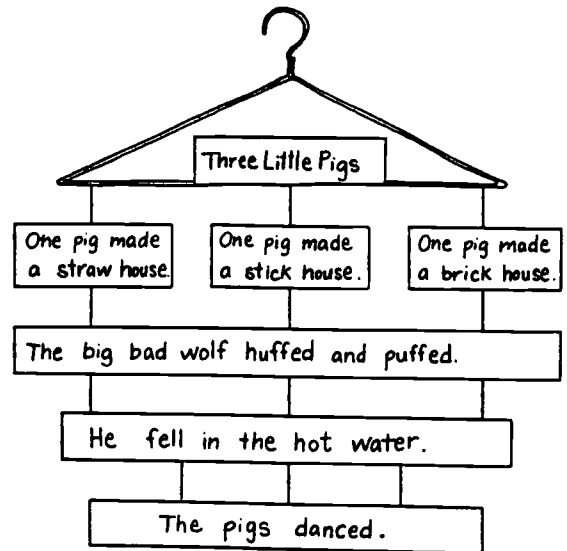 Three Little Pigs
One pig made
a straw house.
One pig made
a stick house.
One pig made
a brick house.
The big bad wolf huffed and puffed.
He fell in the hot water.
The pigs danced.